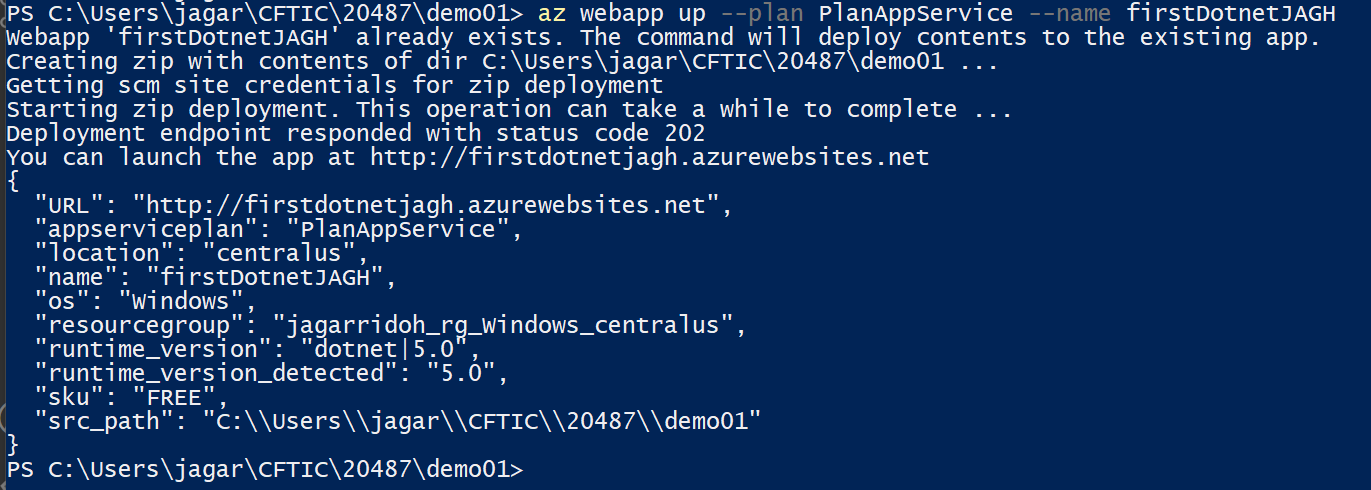 PS C:\Users\jagar\CFTIC\20487\demo01> az webapp up --plan PlanAppService --name firstDotnetJAGH
Webapp 'firstDotnetJAGH' already exists. The command will deploy contents to the existing app.
Creating zip with contents of dir C:\Users\jagar\CFTIC\20487\demo01 ...
Getting scm site credentials for zip deployment
Starting zip deployment. This operation can take a while to complete ...
Deployment endpoint responded with status code 202
You can launch the app at http://firstdotnetjagh.azurewebsites.net
{
  "URL": "http://firstdotnetjagh.azurewebsites.net",
  "appserviceplan": "PlanAppService",
  "location": "centralus",
  "name": "firstDotnetJAGH",
  "os": "Windows",
  "resourcegroup": "jagarridoh_rg_Windows_centralus",
  "runtime_version": "dotnet|5.0",
  "runtime_version_detected": "5.0",
  "sku": "FREE",
  "src_path": "C:\\Users\\jagar\\CFTIC\\20487\\demo01"
}
PS C:\Users\jagar\CFTIC\20487\demo01>